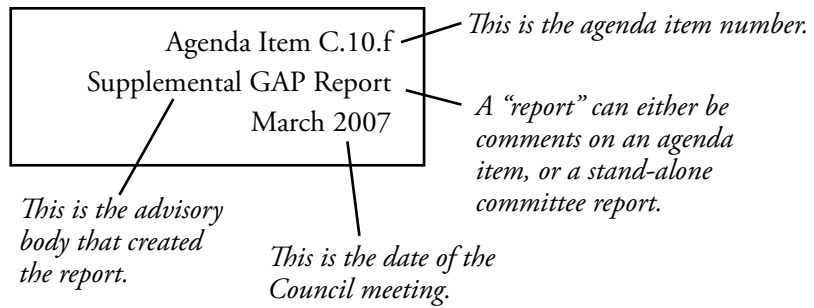 Agenda Item C.10.f
Supplemental GAP Report
March 2007
This is the agenda item number.
A “report” can either be
comments on an agenda
item, or a stand-alone
committee report.
This is the advisory
body that created
the report.
This is the date of the
Council meeting.